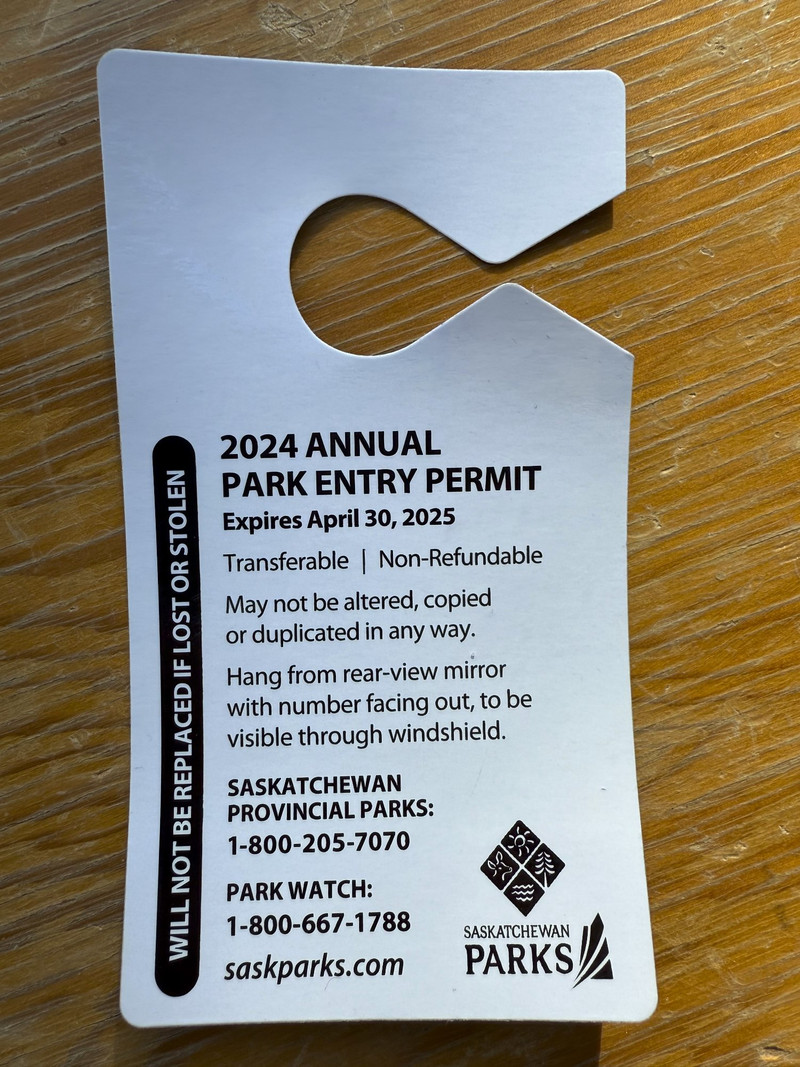 2024 ANNUAL
PARK ENTRY PERMIT
Expires April 30, 2025
Transferable | Non-Refundable
May not be altered, copied
or duplicated in any way.
Hang from rear-view mirror
with number facing out, to be
visible through windshield.
SASKATCHEWAN
PROVINCIAL PARKS:
1-800-205-7070
PARK WATCH:
1-800-667-1788
saskparks.com
WILL NOT BE REPLACED IF LOST OR STOLEN
SASKATCHEWAN
PARKS